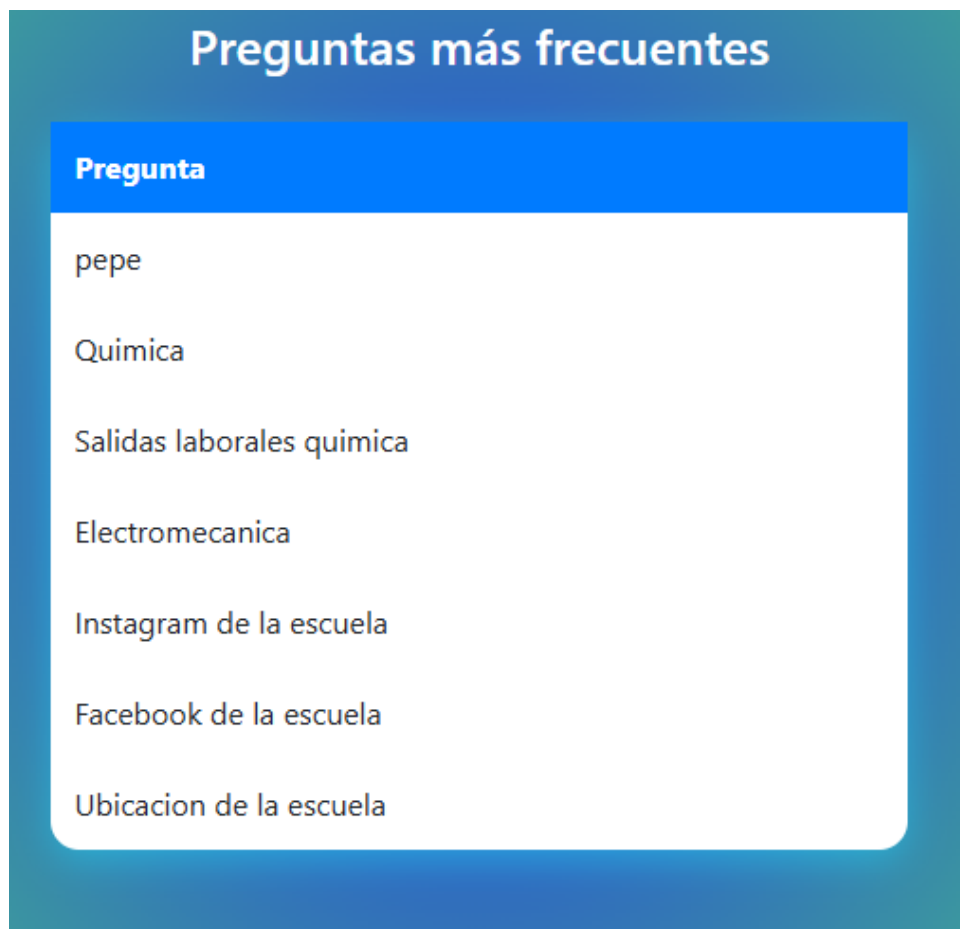 Preguntas más frecuentes
Pregunta
pepe
Quimica
Salidas laborales quimica
Electromecanica
Instagram de la escuela
Facebook de la escuela
Ubicacion de la escuela